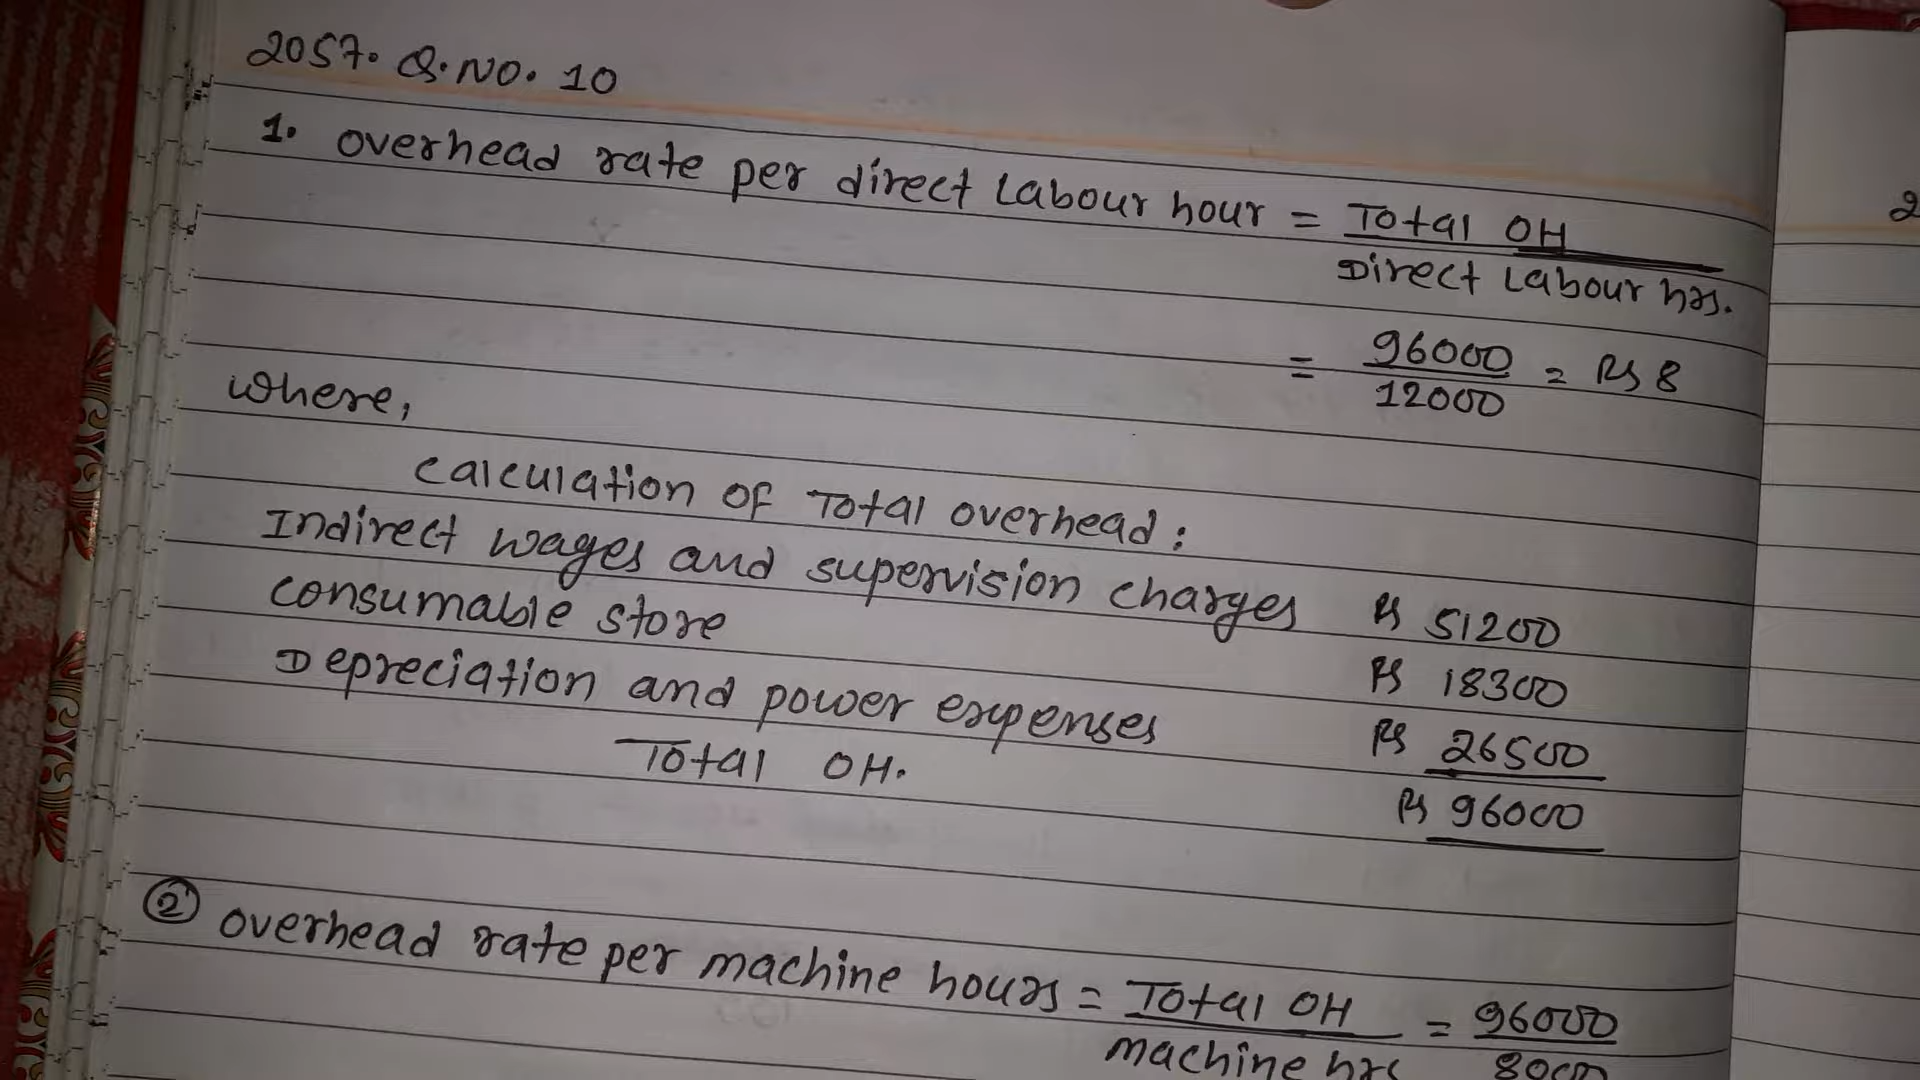 2057. Q.NO. 10
1. overhead rate per direct Labour hour = Total OH
Direct Labour hrs.
= 96000 = Rs 8
12000
where,
calculation OF Total overhead:
Indirect wages and supervision charges Rs 51200
consumable store Rs 18300
Depreciation and power expenses Rs 26500
Total OH. Rs 96000
2 overhead rate per machine hours = Total OH = 96000
machine hrs 8000
2